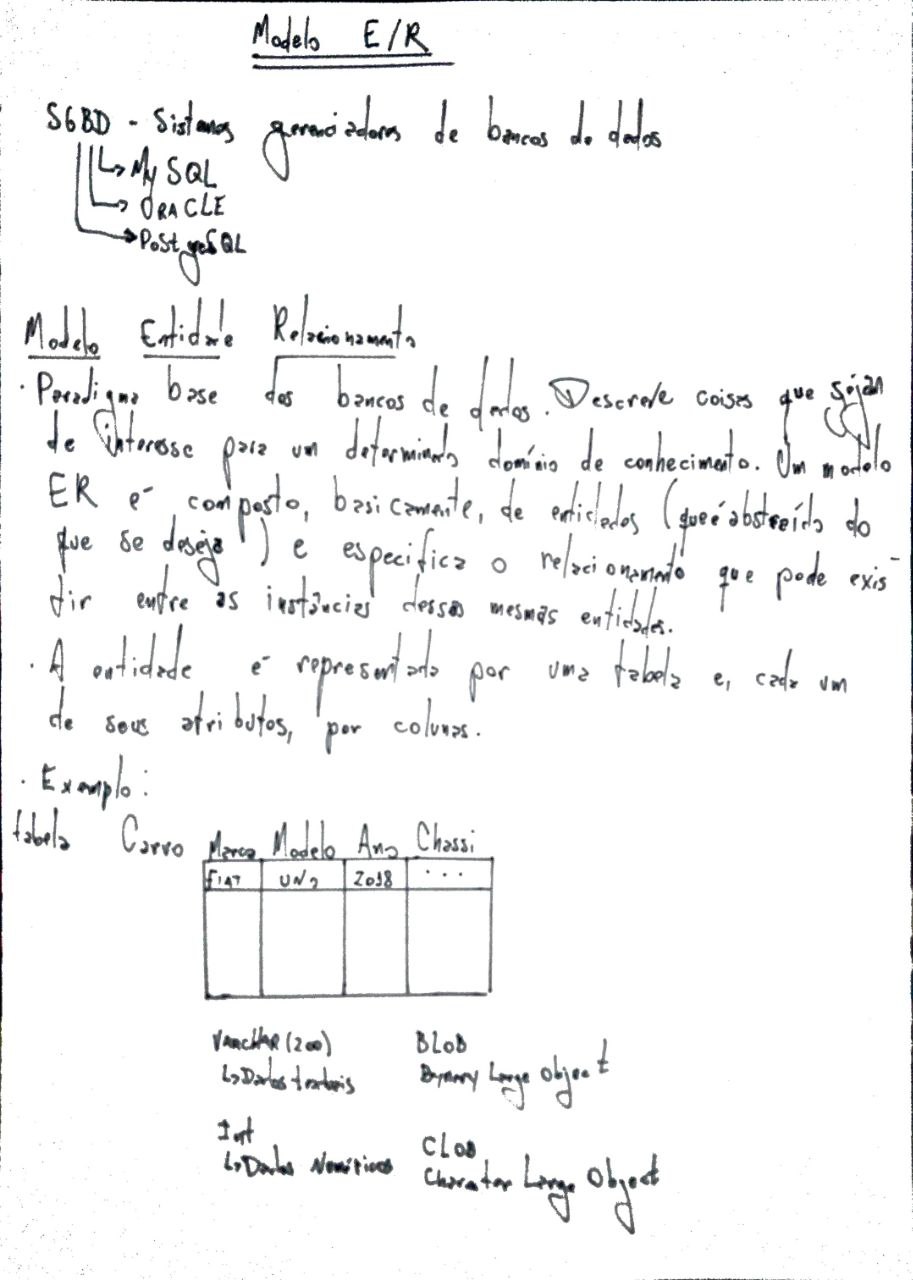 Modelo E/R
SGBD - Sistemas gerenciadores de bancos de dados
MySQL
ORACLE
PostgreSQL
Modelo Entidade Relacionamento
· Paradigma base dos bancos de dados. Descreve coisas que sejam
de interesse para um determinado domínio de conhecimento. Um modelo
ER é composto, basicamente, de entidades (que é abstraído do
que se deseja) e especifica o relacionamento que pode exis
tir entre as instâncias dessas mesmas entidades.
· A entidade é representada por uma tabela e, cada um
de seus atributos, por colunas.
· Exemplo:
tabela Carro Marca Modelo Ano Chassi
FIAT UNO 2018 ...
VARCHAR (200) BLOB
↳ Dados textuais Bynary Large Object
Int CLOB
↳ Dados Numéricos Charater Large Object